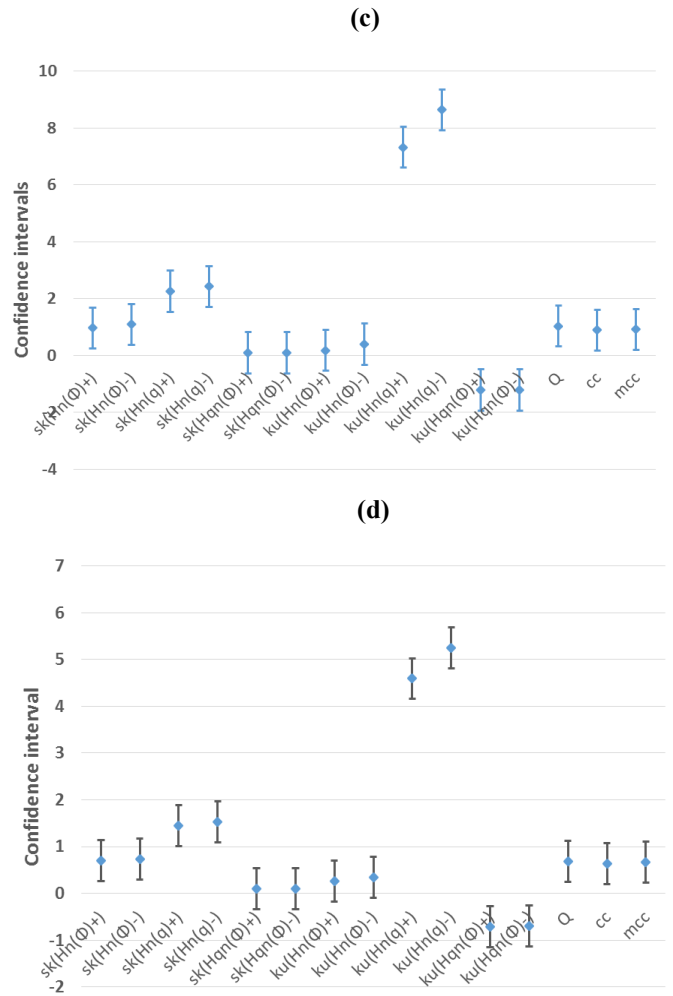 (c)
Confidence intervals
10
8
6
4
2
0
-2
-4
sk(Hn(Φ)+)
sk(Hn(Φ)-)
sk(Hn(q)+)
sk(Hn(q)-)
sk(Hqn(Φ)+)
sk(Hqn(Φ)-)
ku(Hn(Φ)+)
ku(Hn(Φ)-)
ku(Hn(q)+)
ku(Hn(q)-)
ku(Hqn(Φ)+)
ku(Hqn(Φ)-)
Q
cc
mcc
(d)
Confidence interval
7
6
5
4
3
2
1
0
-1
-2
sk(Hn(Φ)+)
sk(Hn(Φ)-)
sk(Hn(q)+)
sk(Hn(q)-)
sk(Hqn(Φ)+)
sk(Hqn(Φ)-)
ku(Hn(Φ)+)
ku(Hn(Φ)-)
ku(Hn(q)+)
ku(Hn(q)-)
ku(Hqn(Φ)+)
ku(Hqn(Φ)-)
Q
cc
mcc